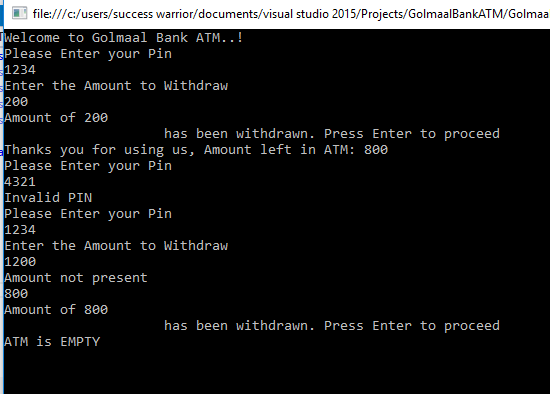 file:///c:/users/success warrior/documents/visual studio 2015/Projects/GolmaalBankATM/Golmaa
Welcome to Golmaal Bank ATM..!
Please Enter your Pin
1234
Enter the Amount to Withdraw
200
Amount of 200
has been withdrawn. Press Enter to proceed
Thanks you for using us, Amount left in ATM: 800
Please Enter your Pin
4321
Invalid PIN
Please Enter your Pin
1234
Enter the Amount to Withdraw
1200
Amount not present
800
Amount of 800
has been withdrawn. Press Enter to proceed
ATM is EMPTY